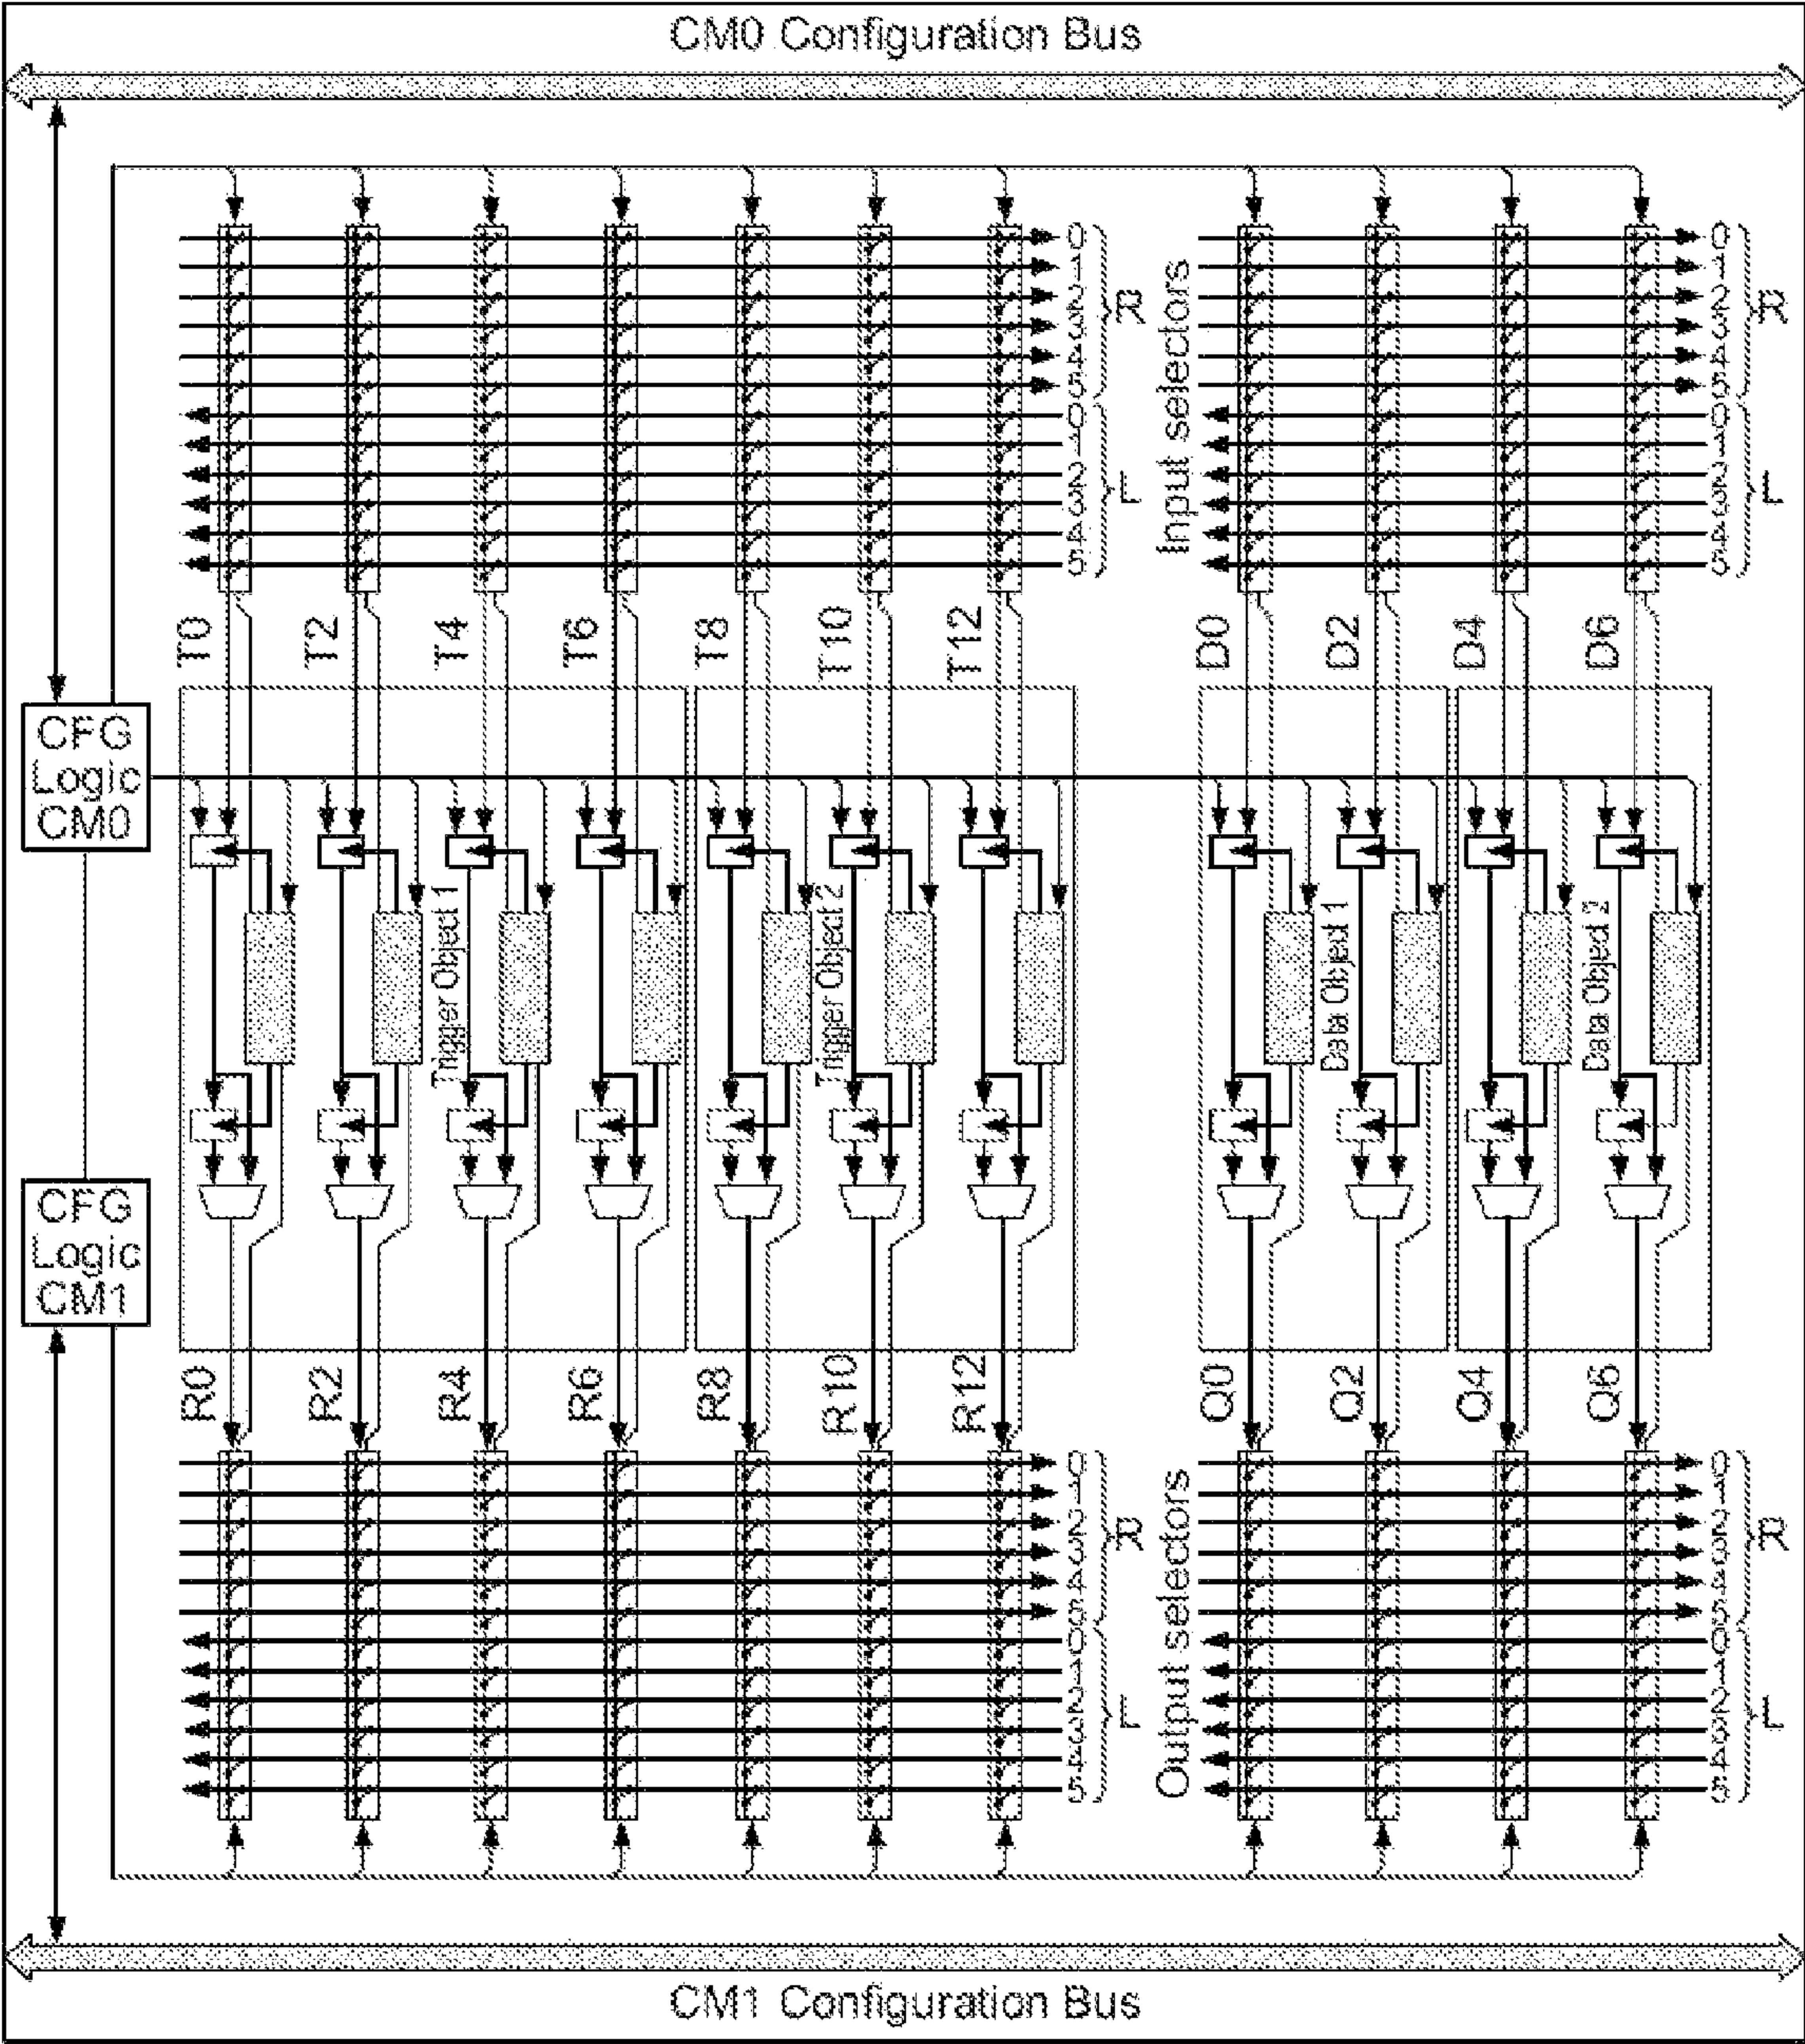 CM0 Configuration Bus
0
1
2
3
4
5
R
0
1
2
3
4
5
L
Input selectors
0
1
2
3
4
5
R
0
1
2
3
4
5
L
T0
T2
T4
T6
T8
T10
T12
D0
D2
D4
D6
CFG
Logic
CM0
Trigger Object 1
Trigger Object 2
Data Object 1
Data Object 2
CFG
Logic
CM1
R0
R2
R4
R6
R8
R10
R12
Q0
Q2
Q4
Q6
0
1
2
3
4
5
R
0
1
2
3
4
5
L
Output selectors
0
1
2
3
4
5
R
0
1
2
3
4
5
L
CM1 Configuration Bus